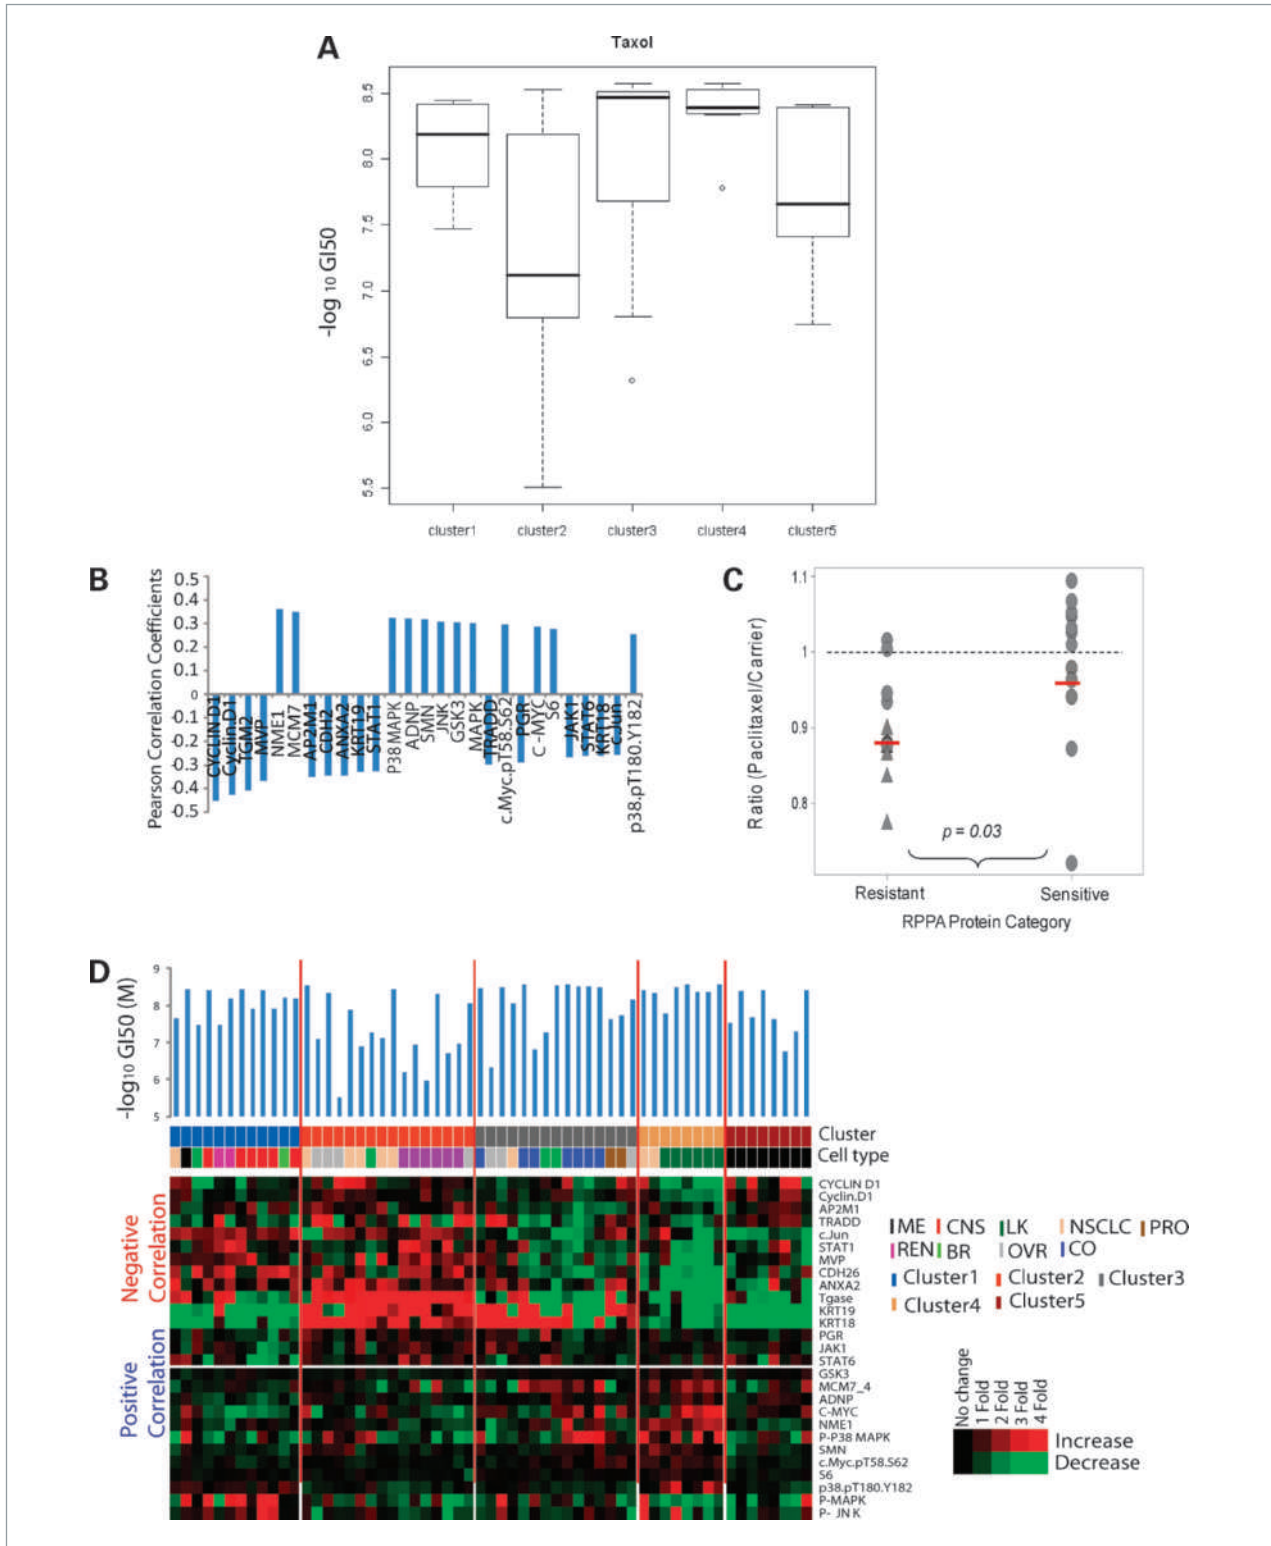 A
Taxol
-log 10 GI50
8.5
8.0
7.5
7.0
6.5
6.0
5.5
cluster1 cluster2 cluster3 cluster4 cluster5
B
Pearson Correlation Coefficients
0.5
0.4
0.3
0.2
0.1
0
-0.1
-0.2
-0.3
-0.4
-0.5
CYCLIN D1
Cyclin.D1
TGM2
MVP
NME1
MCM7
AP2M1
CDH2
ANXA2
KRT19
STAT1
P38 MAPK
ADNP
SMN
JNK
GSK3
MAPK
TRADD
c.Myc.pT58.S62
PGR
C -MYC
S6
JAK1
STAT6
KRT18
C.Jun
p38.pT180.Y182
C
Ratio (Paclitaxel/Carrier)
1.1
1
0.9
0.8
p = 0.03
Resistant Sensitive
RPPA Protein Category
D
-log10 GI50 (M)
9
8
7
6
5
Cluster
Cell type
Negative
Correlation
Positive
Correlation
CYCLIN D1
Cyclin.D1
AP2M1
TRADD
c.Jun
STAT1
MVP
CDH26
ANXA2
Tgase
KRT19
KRT18
PGR
JAK1
STAT6
GSK3
MCM7_4
ADNP
C-MYC
NME1
P-P38 MAPK
SMN
c.Myc.pT58.S62
S6
p38.pT180.Y182
P-MAPK
P- JN K
ME CNS LK NSCLC PRO
REN BR OVR CO
Cluster1 Cluster2 Cluster3
Cluster4 Cluster5
No change
1 Fold
2 Fold
3 Fold
4 Fold
Increase
Decrease